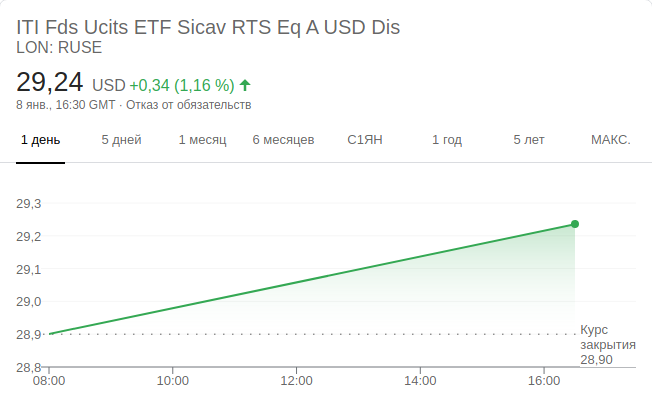 ITI Fds Ucits ETF Sicav RTS Eq A USD Dis
LON: RUSE
29,24 USD +0,34 (1,16 %)
8 янв., 16:30 GMT · Отказ от обязательств
1 день 5 дней 1 месяц 6 месяцев С1ЯН 1 год 5 лет МАКС.
29,3
29,2
29,1
29,0
28,9
28,8
Курс
закрытия
28,90
08:00 10:00 12:00 14:00 16:00